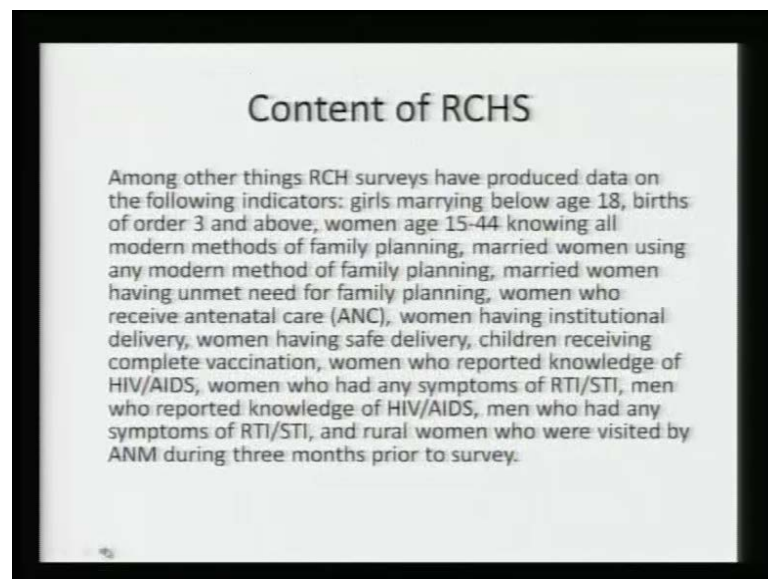 Content of RCHS
Among other things RCH surveys have produced data on
the following indicators: girls marrying below age 18, births
of order 3 and above, women age 15-44 knowing all
modern methods of family planning, married women using
any modern method of family planning, married women
having unmet need for family planning, women who
receive antenatal care (ANC), women having institutional
delivery, women having safe delivery, children receiving
complete vaccination, women who reported knowledge of
HIV/AIDS, women who had any symptoms of RTI/STI, men
who reported knowledge of HIV/AIDS, men who had any
symptoms of RTI/STI, and rural women who were visited by
ANM during three months prior to survey.